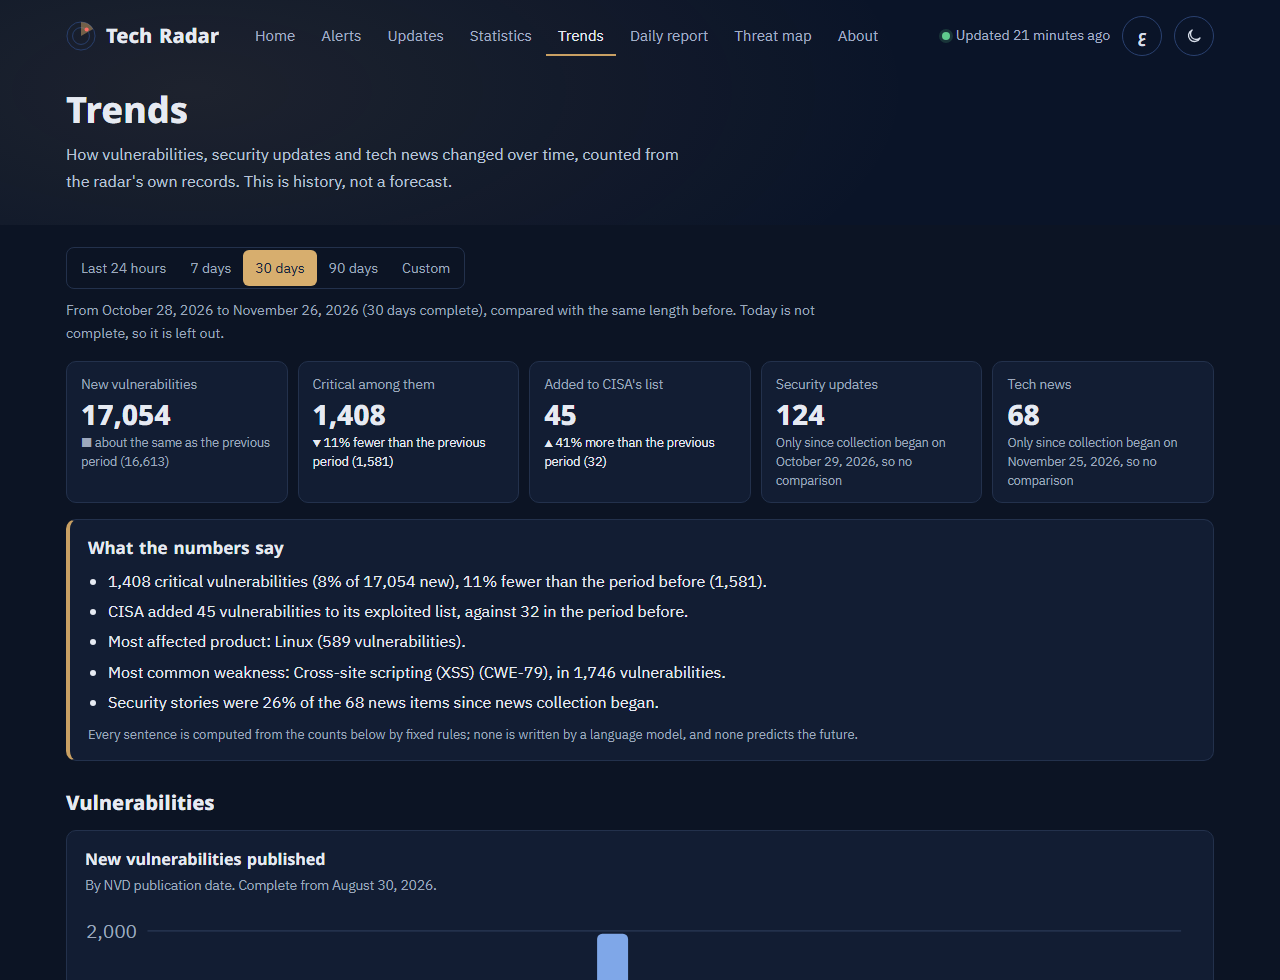 Tech Radar
Home
Alerts
Updates
Statistics
Trends
Daily report
Threat map
About
Updated 21 minutes ago
ع
Trends
How vulnerabilities, security updates and tech news changed over time, counted from
the radar's own records. This is history, not a forecast.
Last 24 hours
7 days
30 days
90 days
Custom
From October 28, 2026 to November 26, 2026 (30 days complete), compared with the same length before. Today is not
complete, so it is left out.
New vulnerabilities
17,054
■ about the same as the previous
period (16,613)
Critical among them
1,408
▼ 11% fewer than the previous
period (1,581)
Added to CISA's list
45
▲ 41% more than the previous
period (32)
Security updates
124
Only since collection began on
October 29, 2026, so no
comparison
Tech news
68
Only since collection began on
November 25, 2026, so no
comparison
What the numbers say
• 1,408 critical vulnerabilities (8% of 17,054 new), 11% fewer than the period before (1,581).
• CISA added 45 vulnerabilities to its exploited list, against 32 in the period before.
• Most affected product: Linux (589 vulnerabilities).
• Most common weakness: Cross-site scripting (XSS) (CWE-79), in 1,746 vulnerabilities.
• Security stories were 26% of the 68 news items since news collection began.
Every sentence is computed from the counts below by fixed rules; none is written by a language model, and none predicts the future.
Vulnerabilities
New vulnerabilities published
By NVD publication date. Complete from August 30, 2026.
2,000